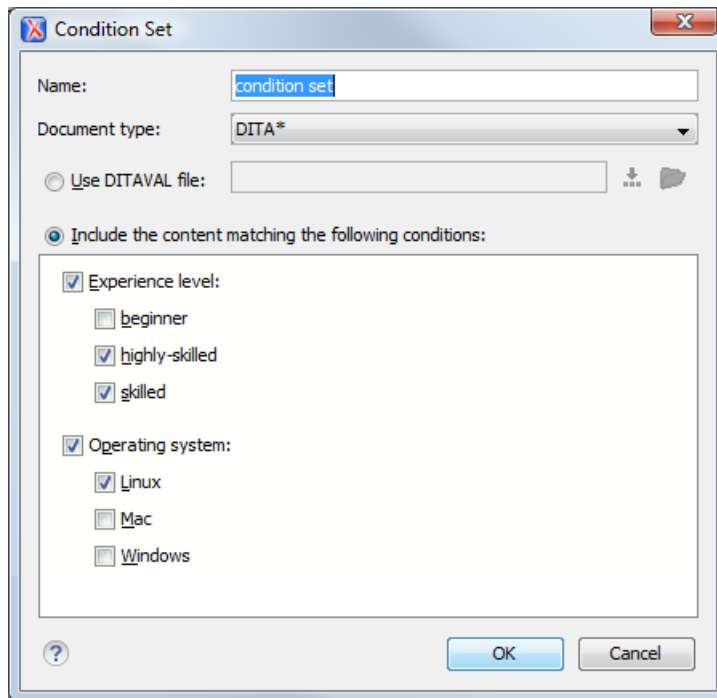 Condition Set
Name: condition set
Document type: DITA*
Use DITAVAL file:
Include the content matching the following conditions:
Experience level:
beginner
highly-skilled
skilled
Operating system:
Linux
Mac
Windows
? OK Cancel